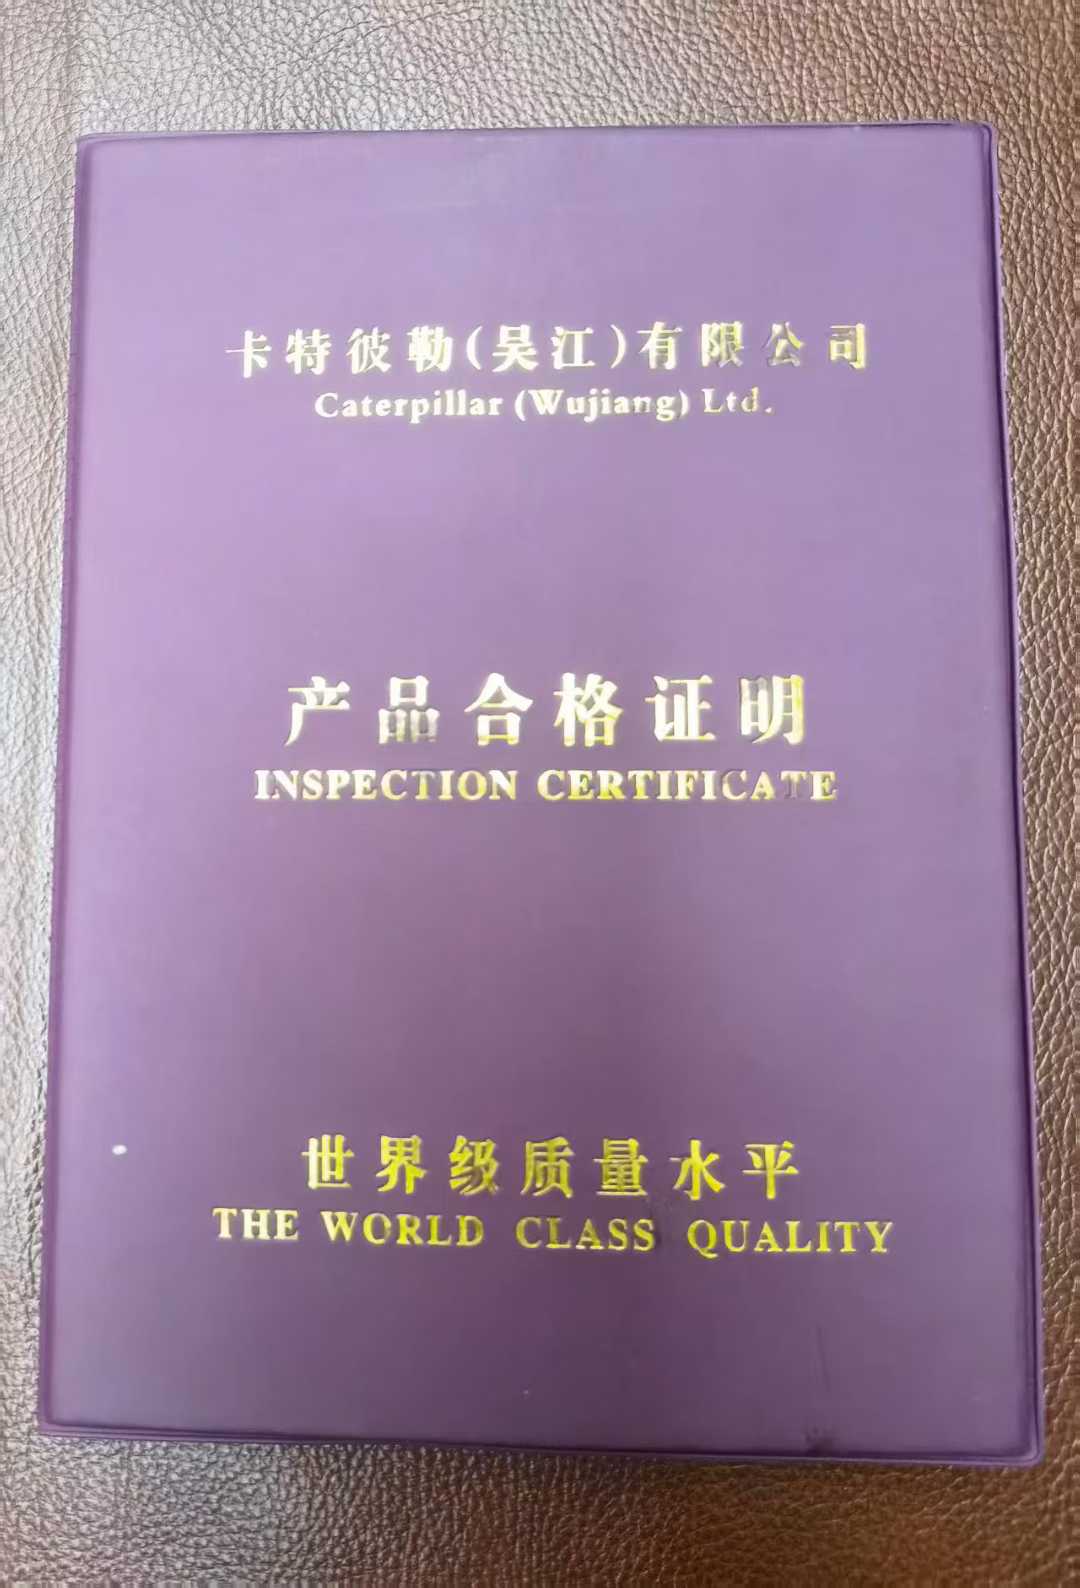 卡特彼勒(吴江)有限公司
Caterpillar (Wujiang) Ltd.
产品合格证明
INSPECTION CERTIFICATE
世界级质量水平
THE WORLD CLASS QUALITY